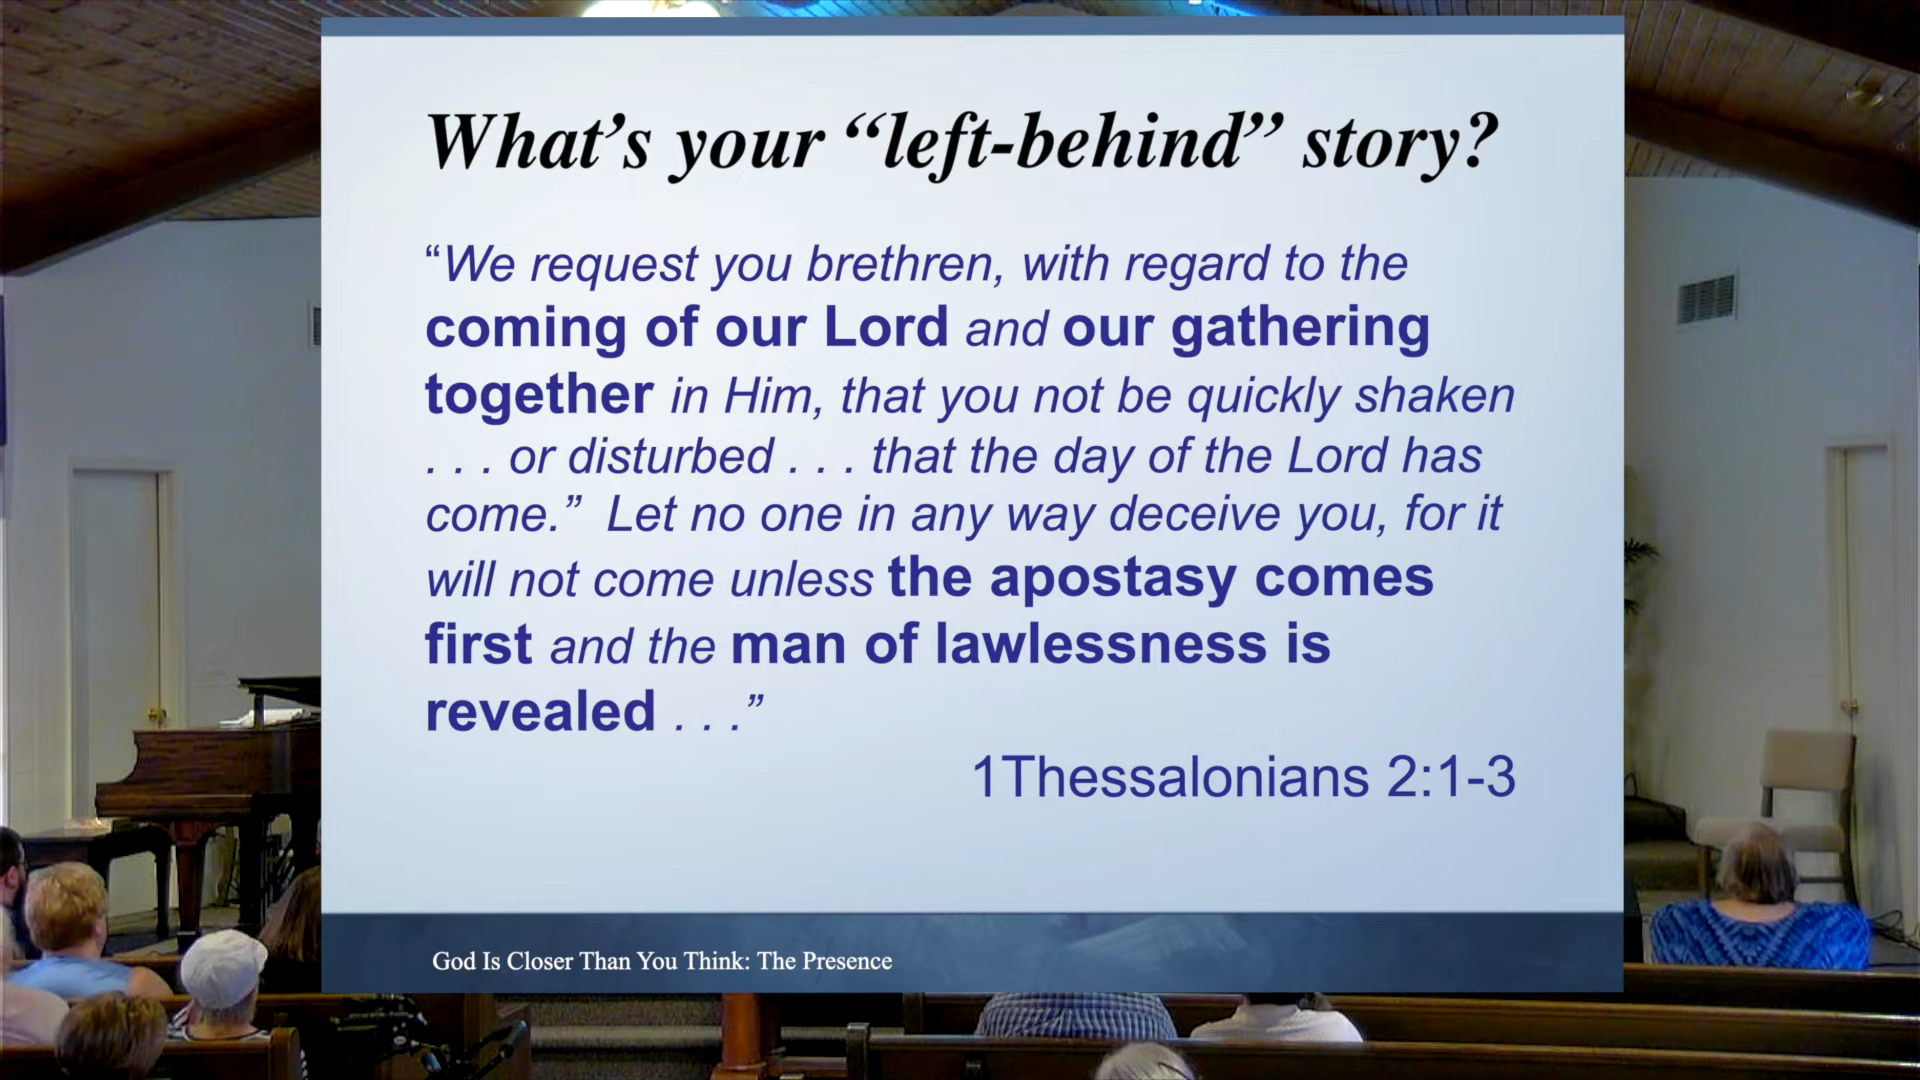 What’s your “left-behind” story?
“We request you brethren, with regard to the
coming of our Lord and our gathering
together in Him, that you not be quickly shaken
. . . or disturbed . . . that the day of the Lord has
come.” Let no one in any way deceive you, for it
will not come unless the apostasy comes
first and the man of lawlessness is
revealed . . .”
1Thessalonians 2:1-3
God Is Closer Than You Think: The Presence